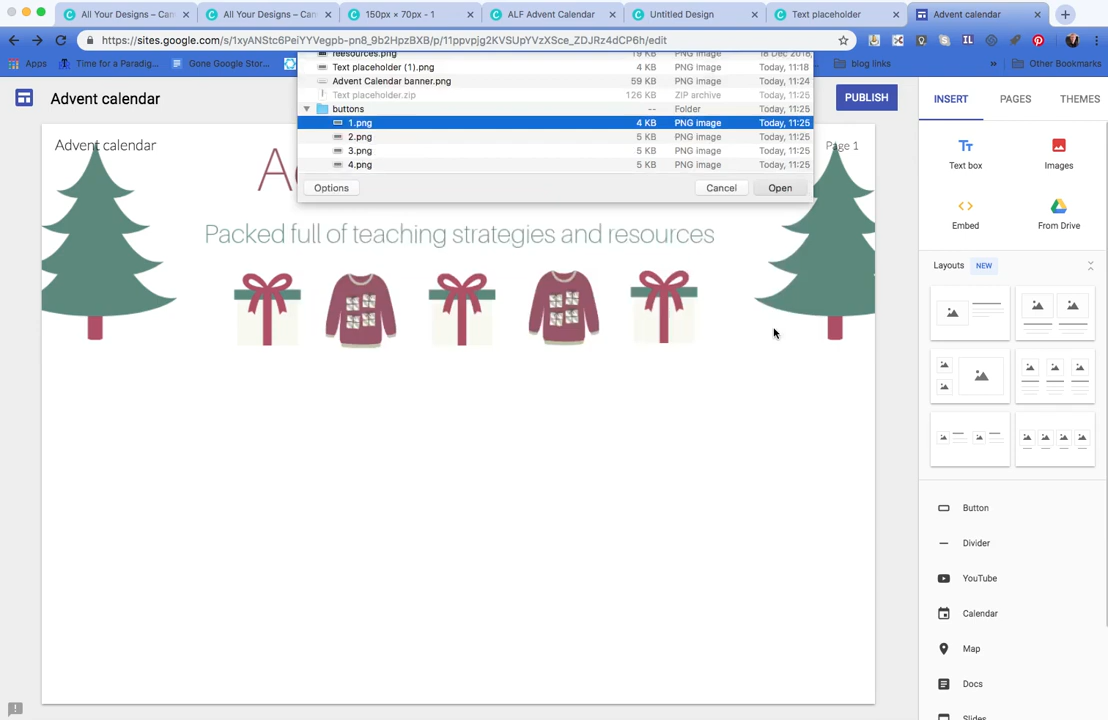 All Your Designs – Can
All Your Designs – Can
150px × 70px - 1
ALF Advent Calendar
Untitled Design
Text placeholder
Advent calendar
https://sites.google.com/s/1xyANStc6PeiYYVegpb-pn8_9b2HpzBXB/p/11ppvpjg2KVSUpYVzXSce_ZDJRz4dCP6h/edit
Apps
Time for a Paradig...
Gone Google Stor...
blog links
Other Bookmarks
Advent calendar
PUBLISH
INSERT
PAGES
THEMES
reesources.png
PNG image
18 Dec 2018,
Text placeholder (1).png
4 KB
PNG image
Today, 11:18
Advent Calendar banner.png
59 KB
PNG image
Today, 11:24
Text placeholder.zip
126 KB
ZIP archive
Today, 11:25
buttons
--
Folder
Today, 11:25
1.png
4 KB
PNG image
Today, 11:25
2.png
5 KB
PNG image
Today, 11:25
3.png
5 KB
PNG image
Today, 11:25
4.png
5 KB
PNG image
Today, 11:25
Options
Cancel
Open
Advent calendar
Page 1
Packed full of teaching strategies and resources
Text box
Images
Embed
From Drive
Layouts
NEW
Button
Divider
YouTube
Calendar
Map
Docs
Slides